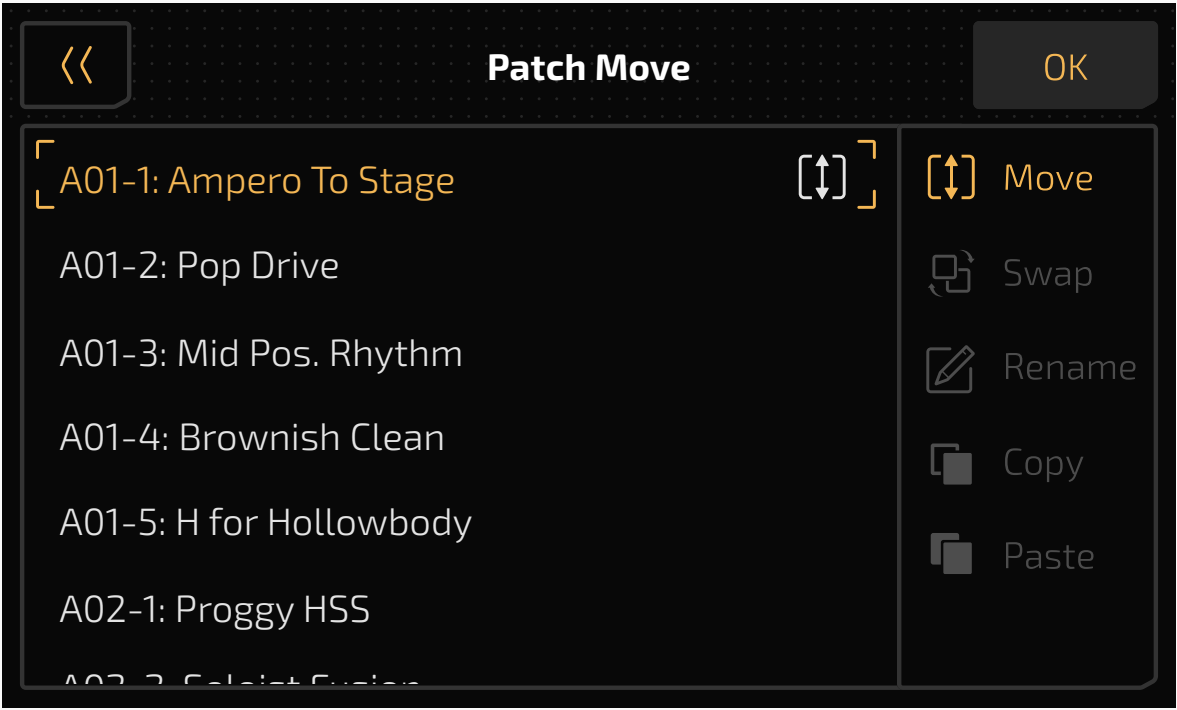 Patch Move
OK
A01-1: Ampero To Stage
A01-2: Pop Drive
A01-3: Mid Pos. Rhythm
A01-4: Brownish Clean
A01-5: H for Hollowbody
A02-1: Proggy HSS
Move
Swap
Rename
Copy
Paste